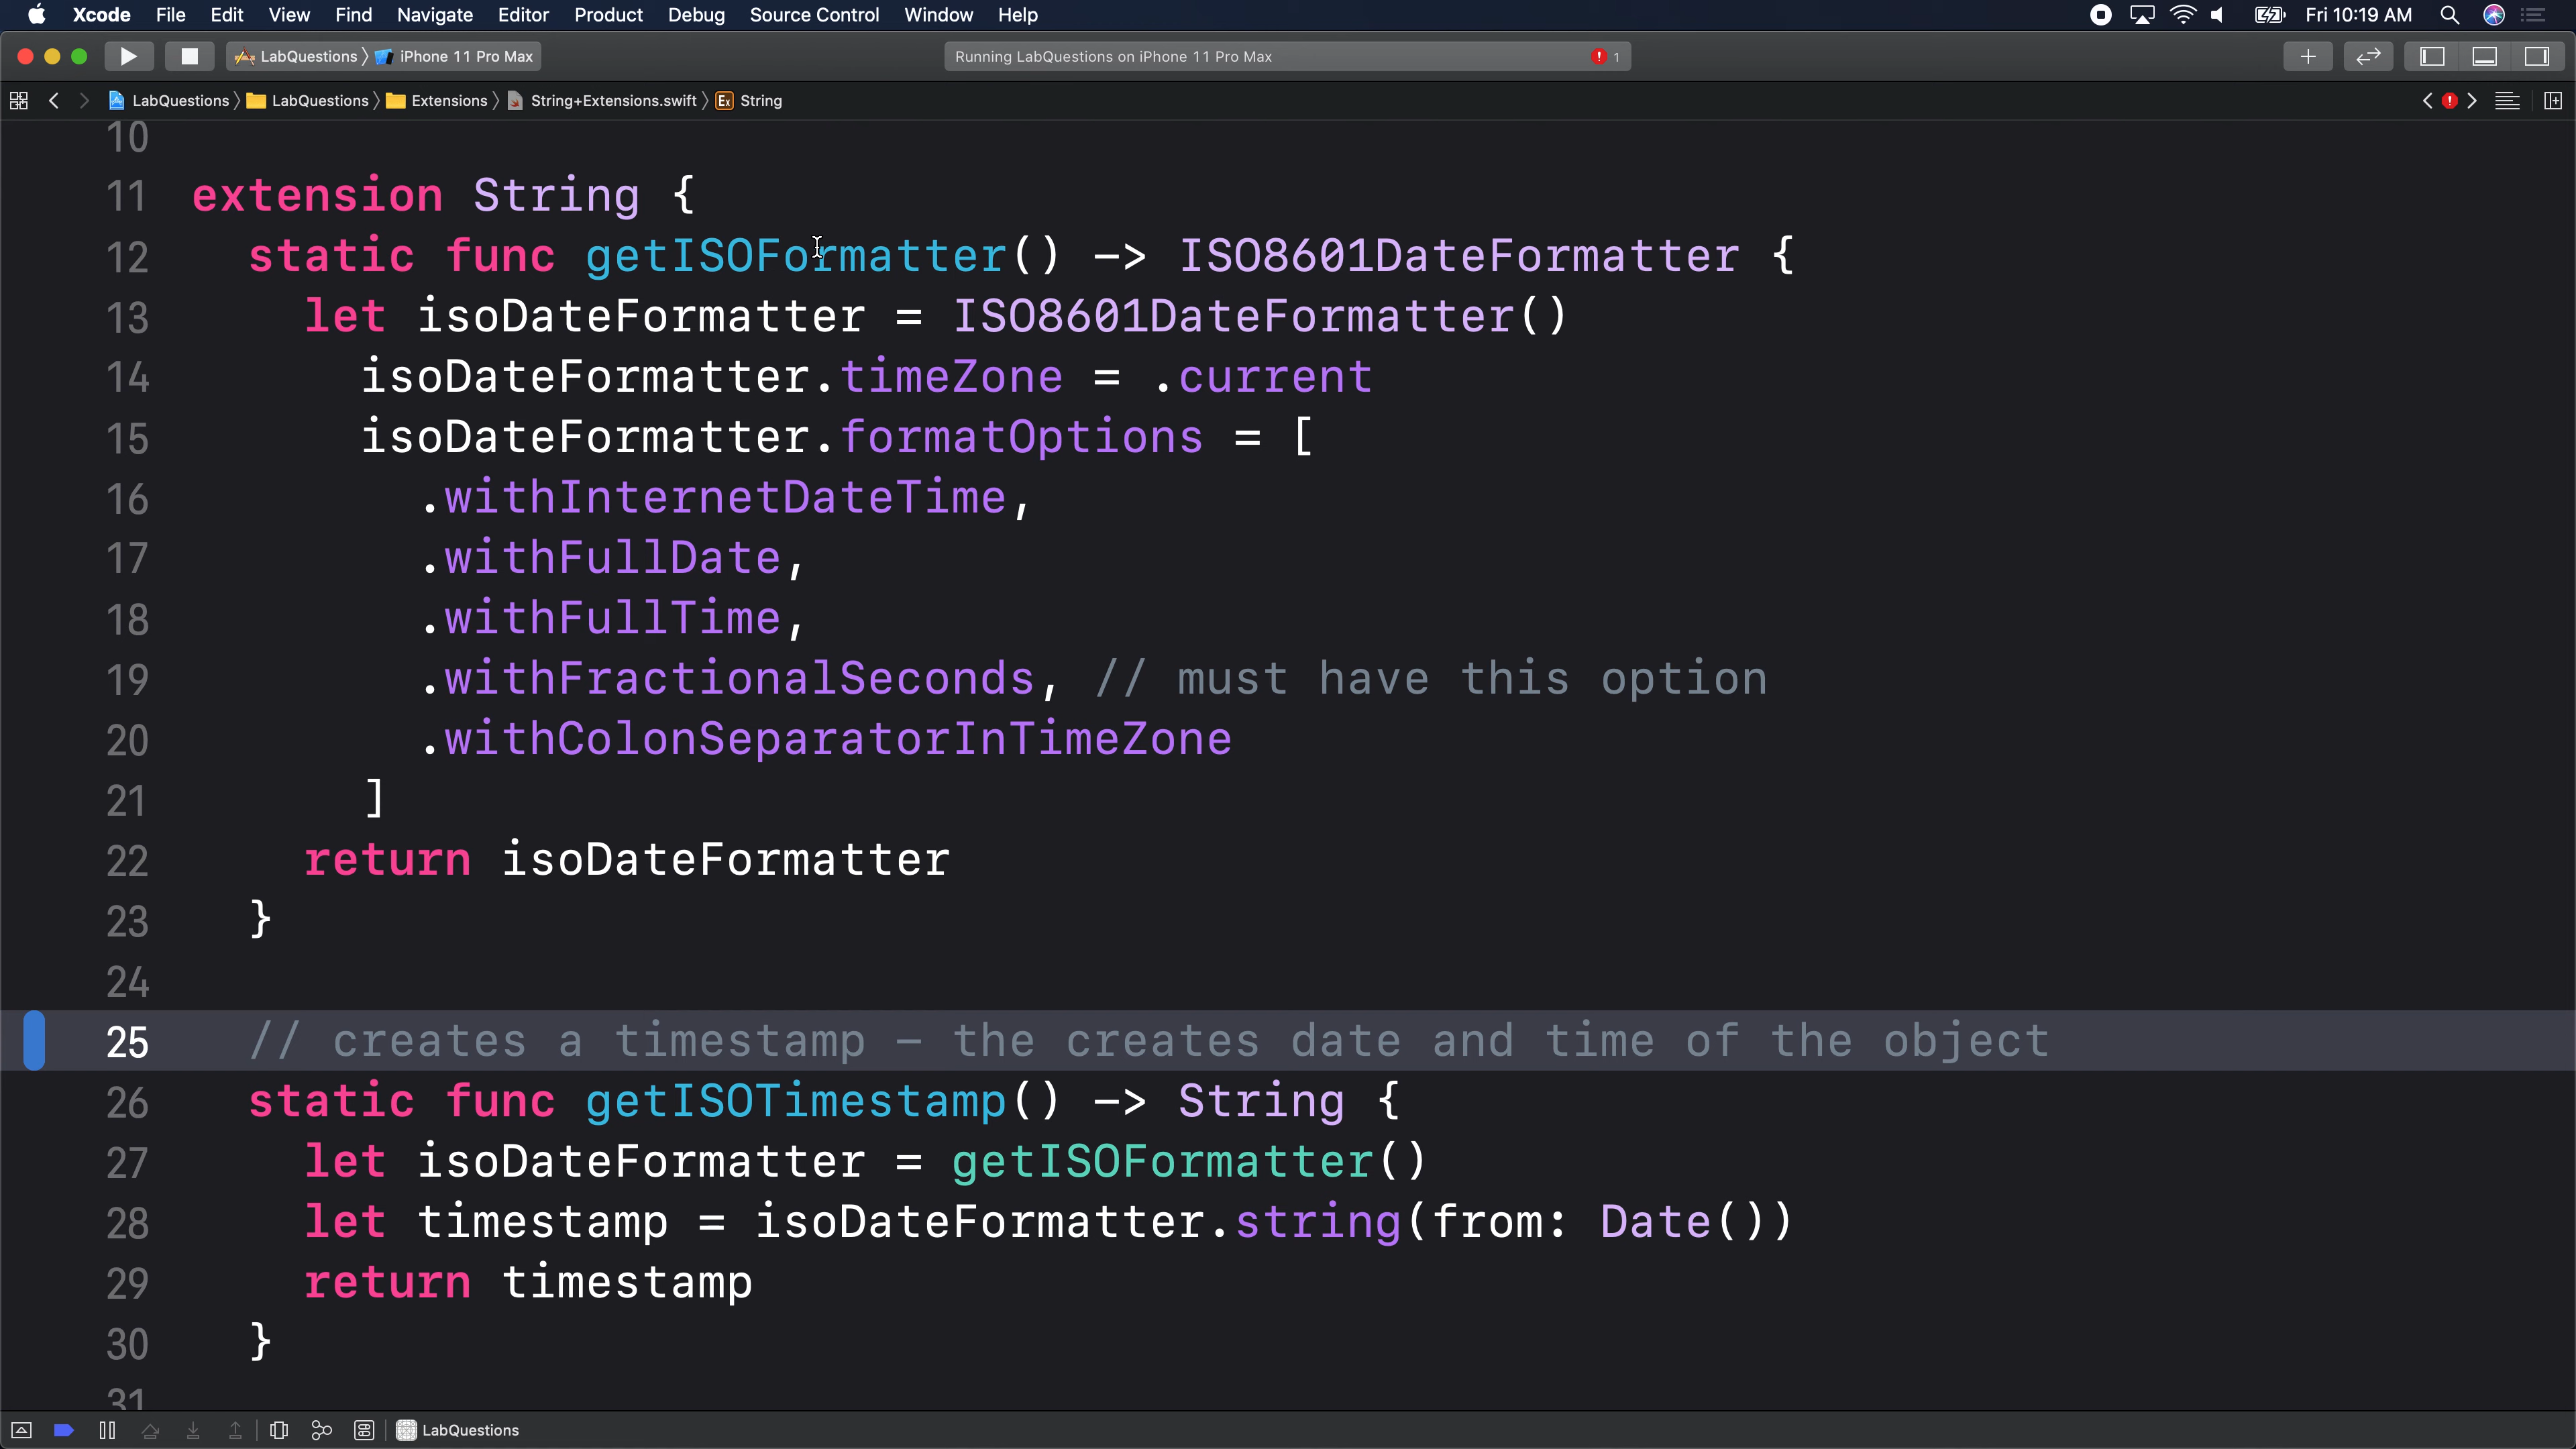 Xcode File Edit View Find Navigate Editor Product Debug Source Control Window Help Fri 10:19 AM
LabQuestions iPhone 11 Pro Max Running LabQuestions on iPhone 11 Pro Max 1
LabQuestions LabQuestions Extensions String+Extensions.swift Ex String
10
11 extension String {
12 static func getISOFormatter() -> ISO8601DateFormatter {
13 let isoDateFormatter = ISO8601DateFormatter()
14 isoDateFormatter.timeZone = .current
15 isoDateFormatter.formatOptions = [
16 .withInternetDateTime,
17 .withFullDate,
18 .withFullTime,
19 .withFractionalSeconds, // must have this option
20 .withColonSeparatorInTimeZone
21 ]
22 return isoDateFormatter
23 }
24
25 // creates a timestamp - the creates date and time of the object
26 static func getISOTimestamp() -> String {
27 let isoDateFormatter = getISOFormatter()
28 let timestamp = isoDateFormatter.string(from: Date())
29 return timestamp
30 }
31
LabQuestions